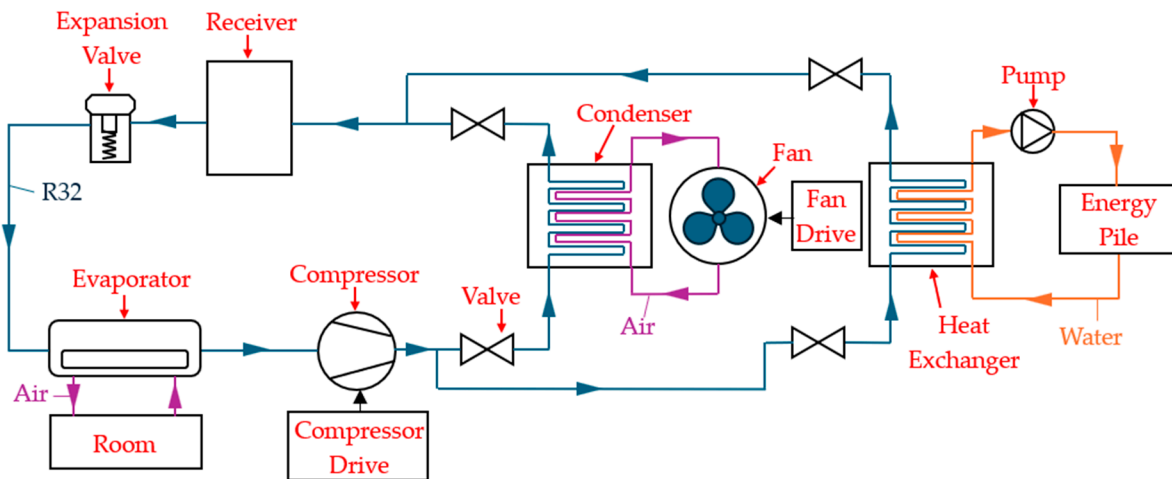 Expansion
Valve
Receiver
Condenser
Pump
Fan
Fan
Drive
Energy
Pile
R32
Evaporator
Compressor
Valve
Air
Heat
Exchanger
Water
Air
Room
Compressor
Drive